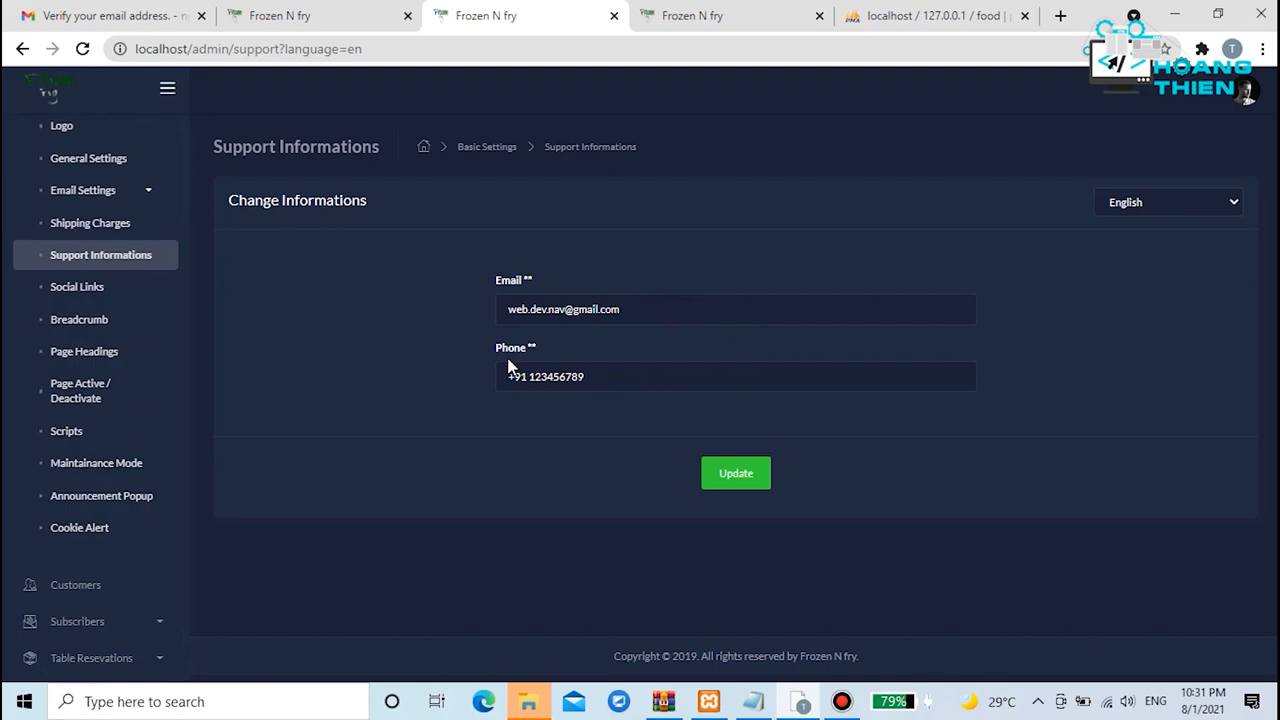 Verify your email address. - n
Frozen N fry
Frozen N fry
Frozen N fry
localhost / 127.0.0.1 / food | p
localhost/admin/support?language=en
T
HOANG
THIEN
fry
Logo
General Settings
Email Settings
Shipping Charges
Support Informations
Social Links
Breadcrumb
Page Headings
Page Active /
Deactivate
Scripts
Maintainance Mode
Announcement Popup
Cookie Alert
Customers
Subscribers
Table Resevations
Support Informations
Basic Settings
Support Informations
Change Informations
English
Email **
web.dev.nav@gmail.com
Phone **
+91 123456789
Update
Copyright © 2019. All rights reserved by Frozen N fry.
Type here to search
79%
29°C
ENG
10:31 PM
8/1/2021